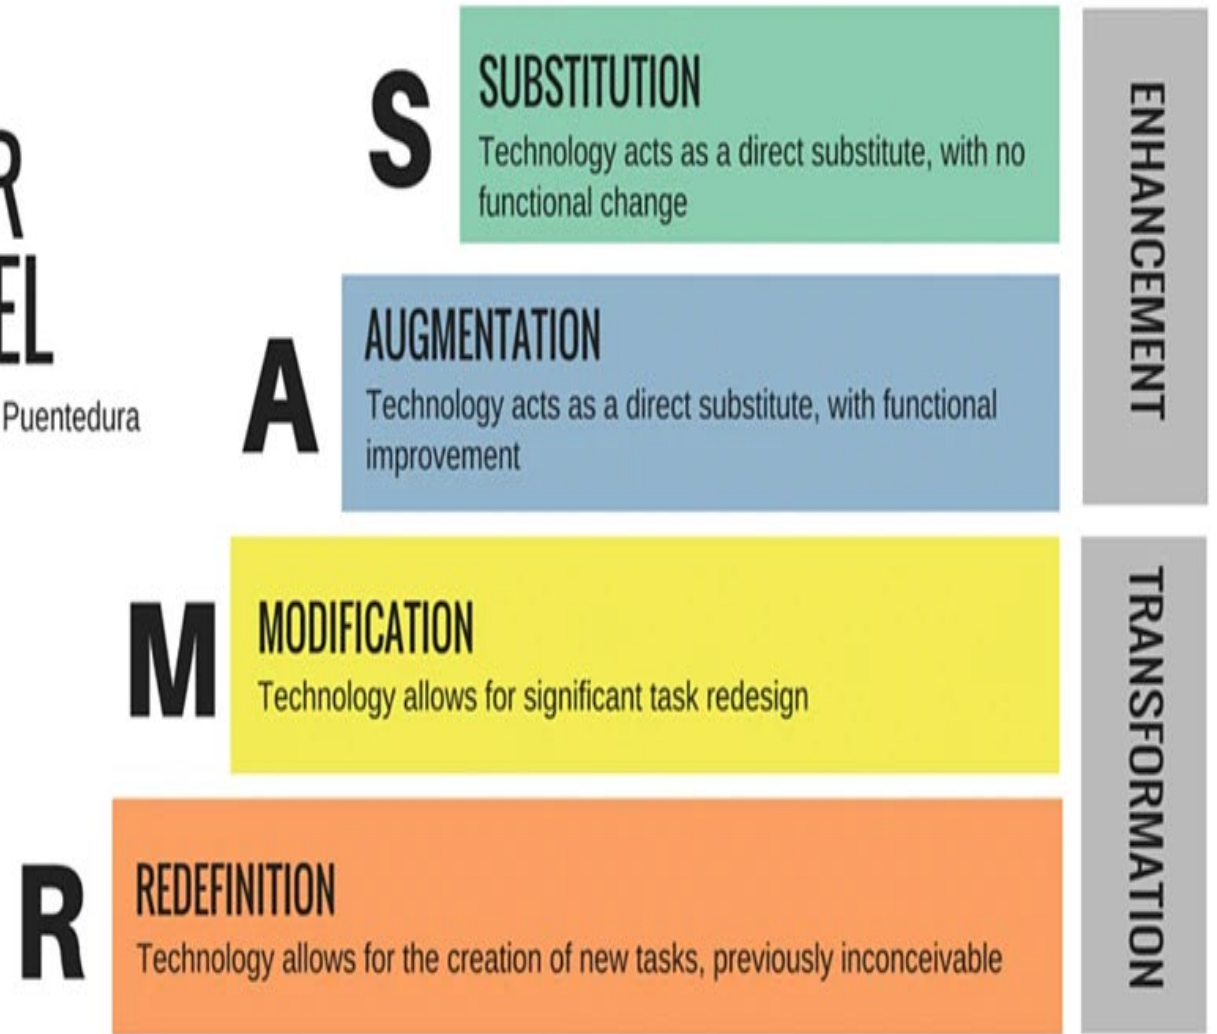 R
EL
Puentedura
S
SUBSTITUTION
Technology acts as a direct substitute, with no
functional change
A
AUGMENTATION
Technology acts as a direct substitute, with functional
improvement
M
MODIFICATION
Technology allows for significant task redesign
R
REDEFINITION
Technology allows for the creation of new tasks, previously inconceivable
ENHANCEMENT
TRANSFORMATION